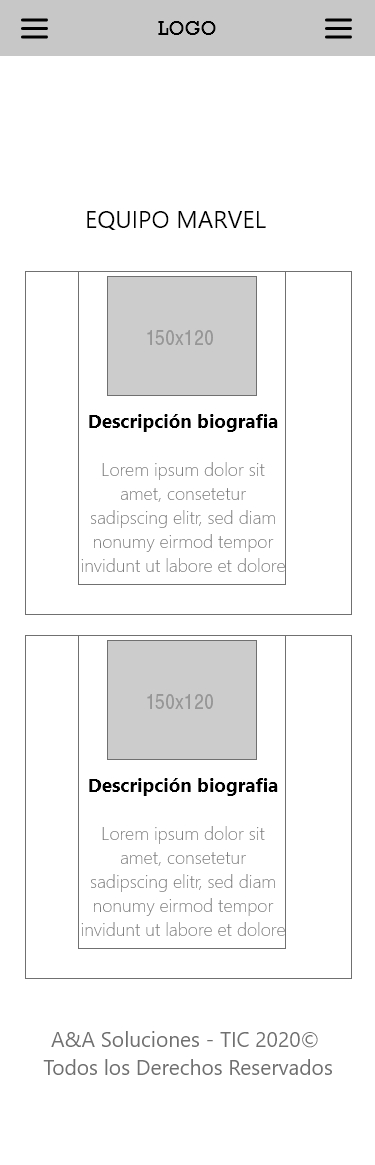 LOGO
EQUIPO MARVEL
150x120
Descripción biografia
Lorem ipsum dolor sit
amet, consetetur
sadipscing elitr, sed diam
nonumy eirmod tempor
invidunt ut labore et dolore
150x120
Descripción biografia
Lorem ipsum dolor sit
amet, consetetur
sadipscing elitr, sed diam
nonumy eirmod tempor
invidunt ut labore et dolore
A&A Soluciones - TIC 2020©
Todos los Derechos Reservados